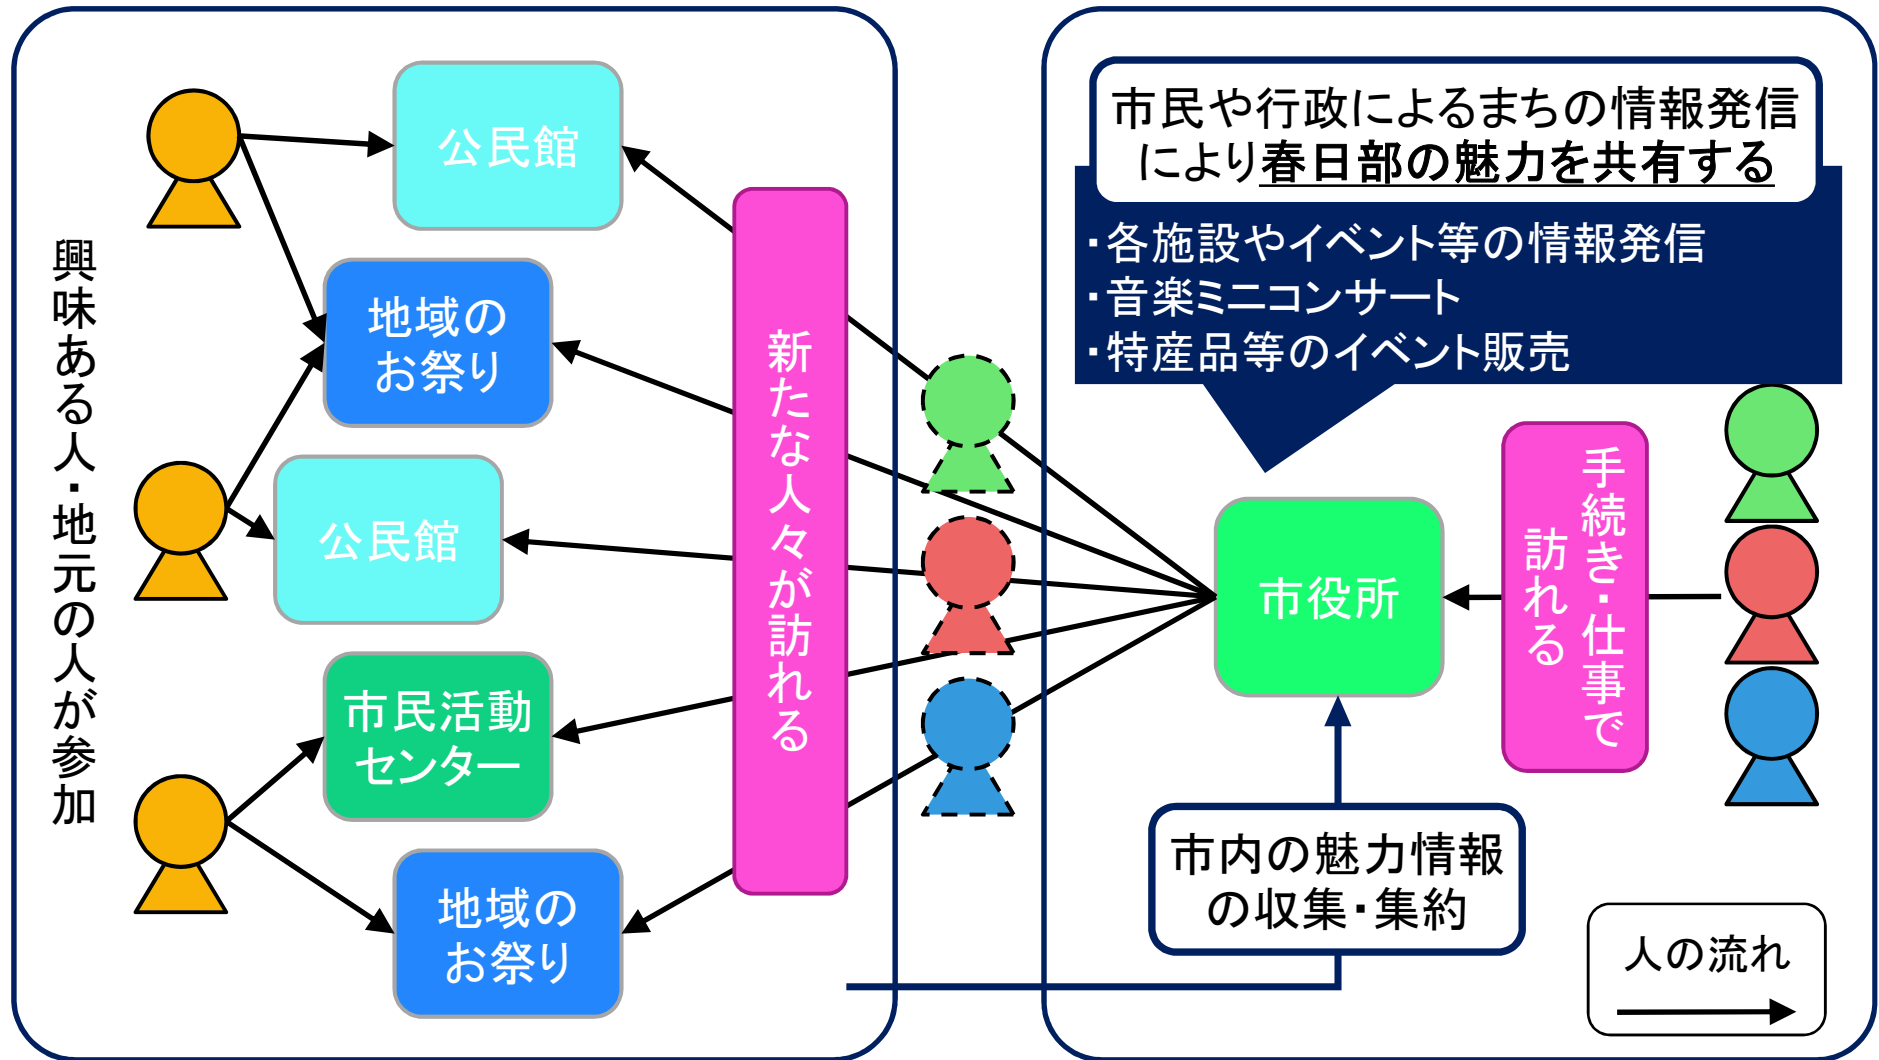 興味ある人・地元の人が参加
公民館
地域の
お祭り
公民館
市民活動
センター
地域の
お祭り
新たな人々が訪れる
市民や行政によるまちの情報発信
により春日部の魅力を共有する
・各施設やイベント等の情報発信
・音楽ミニコンサート
・特産品等のイベント販売
市役所
手続き・仕事で
訪れる
市内の魅力情報
の収集・集約
人の流れ